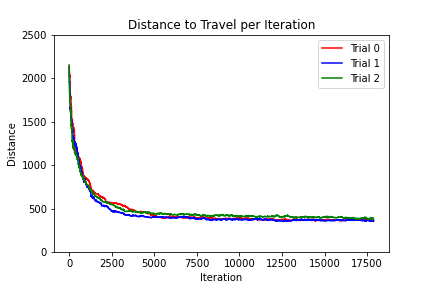 Distance to Travel per Iteration
2500
2000
1500
1000
500
0
Distance
Trial 0
Trial 1
Trial 2
0 2500 5000 7500 10000 12500 15000 17500
Iteration